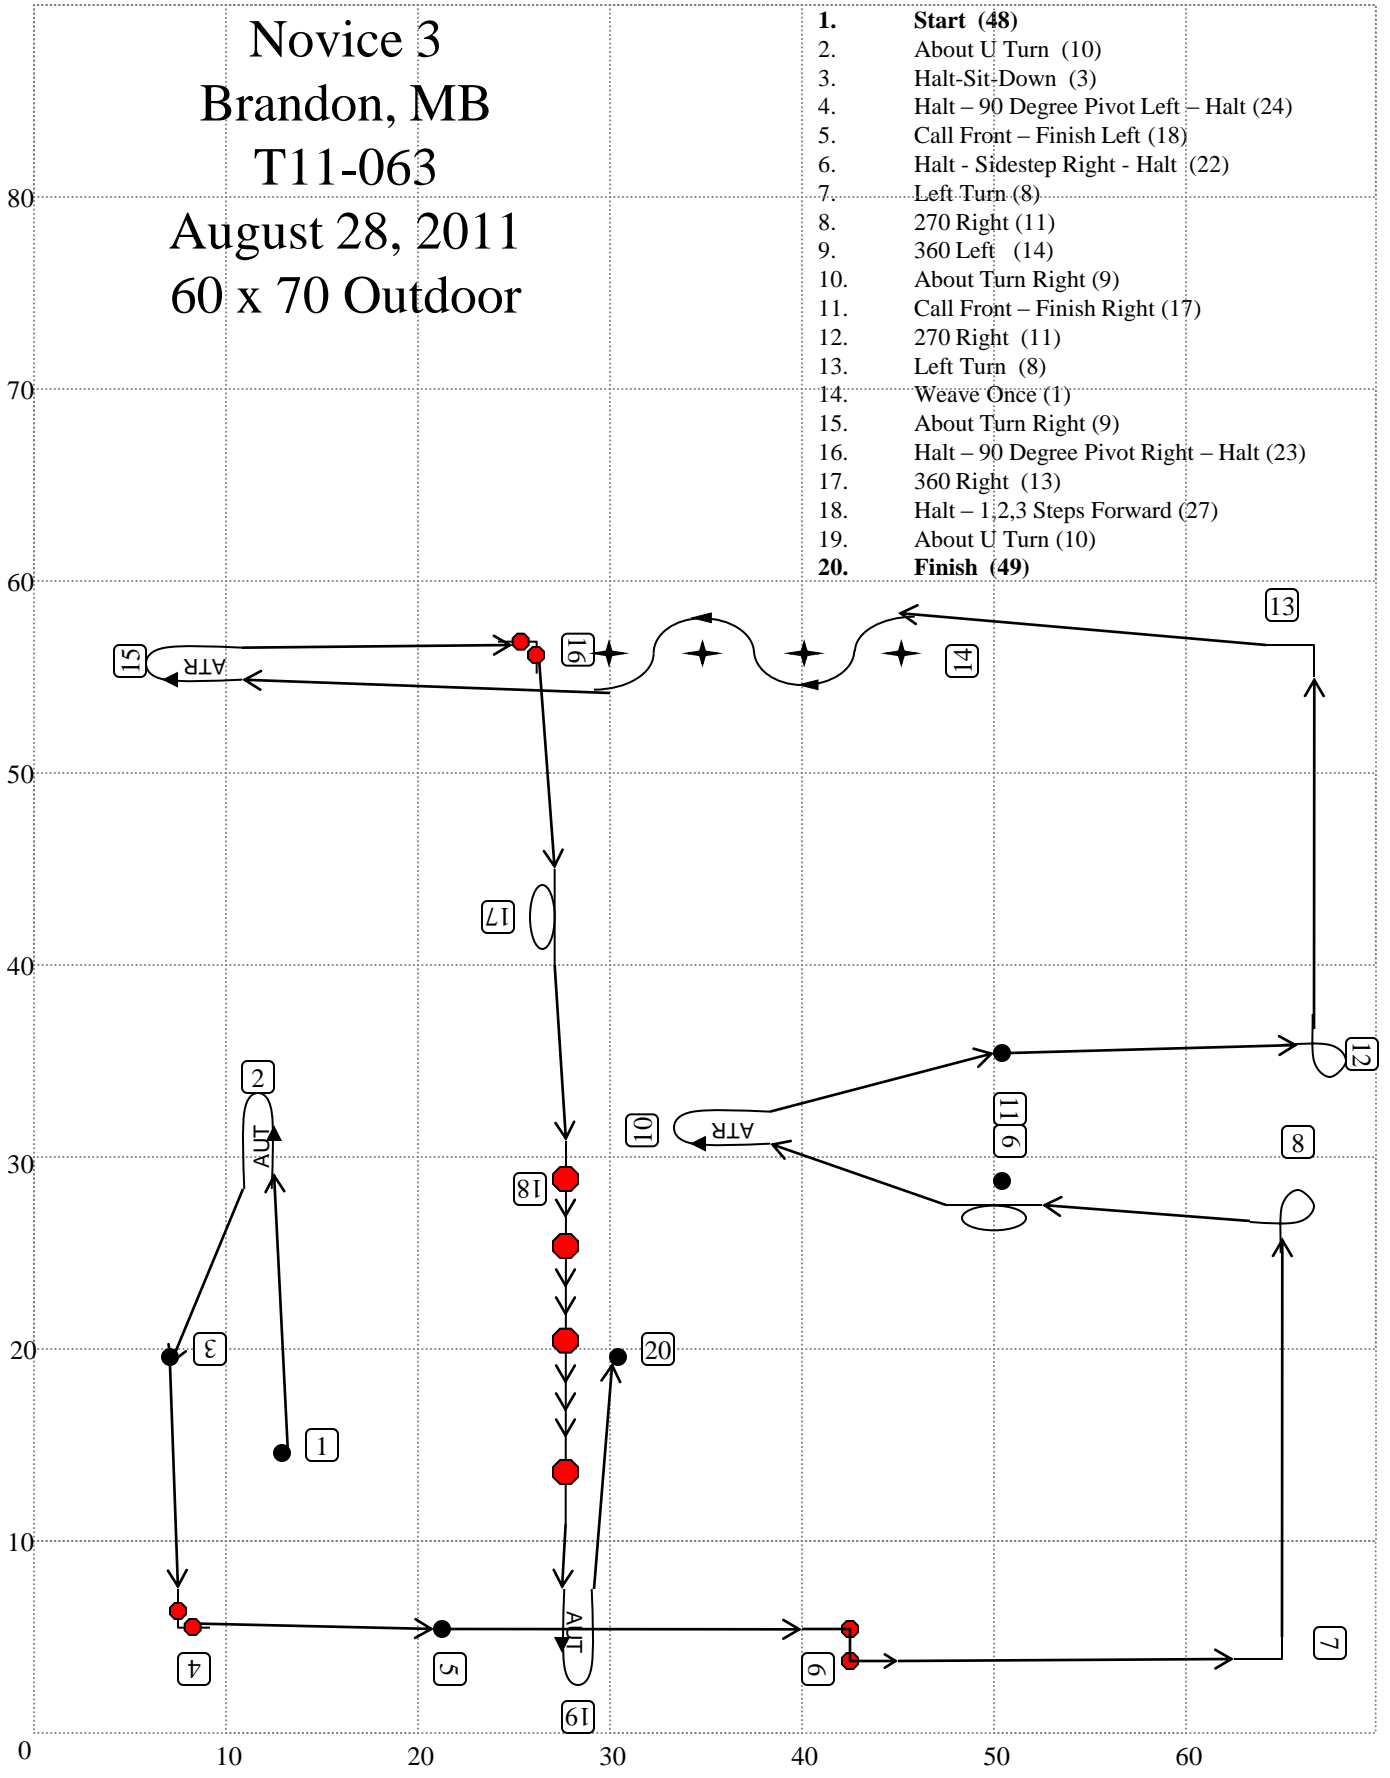 Novice 3
Brandon, MB
T11-063
August 28, 2011
60 x 70 Outdoor
1. Start (48)
2. About U Turn (10)
3. Halt-Sit-Down (3)
4. Halt – 90 Degree Pivot Left – Halt (24)
5. Call Front – Finish Left (18)
6. Halt - Sidestep Right - Halt (22)
7. Left Turn (8)
8. 270 Right (11)
9. 360 Left (14)
10. About Turn Right (9)
11. Call Front – Finish Right (17)
12. 270 Right (11)
13. Left Turn (8)
14. Weave Once (1)
15. About Turn Right (9)
16. Halt – 90 Degree Pivot Right – Halt (23)
17. 360 Right (13)
18. Halt – 1,2,3 Steps Forward (27)
19. About U Turn (10)
20. Finish (49)
80
70
60
13
15
ATR
16
14
50
17
40
12
2
11
10
ATR
9
8
AUT
30
18
20
3
20
1
10
AUT
4
5
6
7
19
0
10
20
30
40
50
60